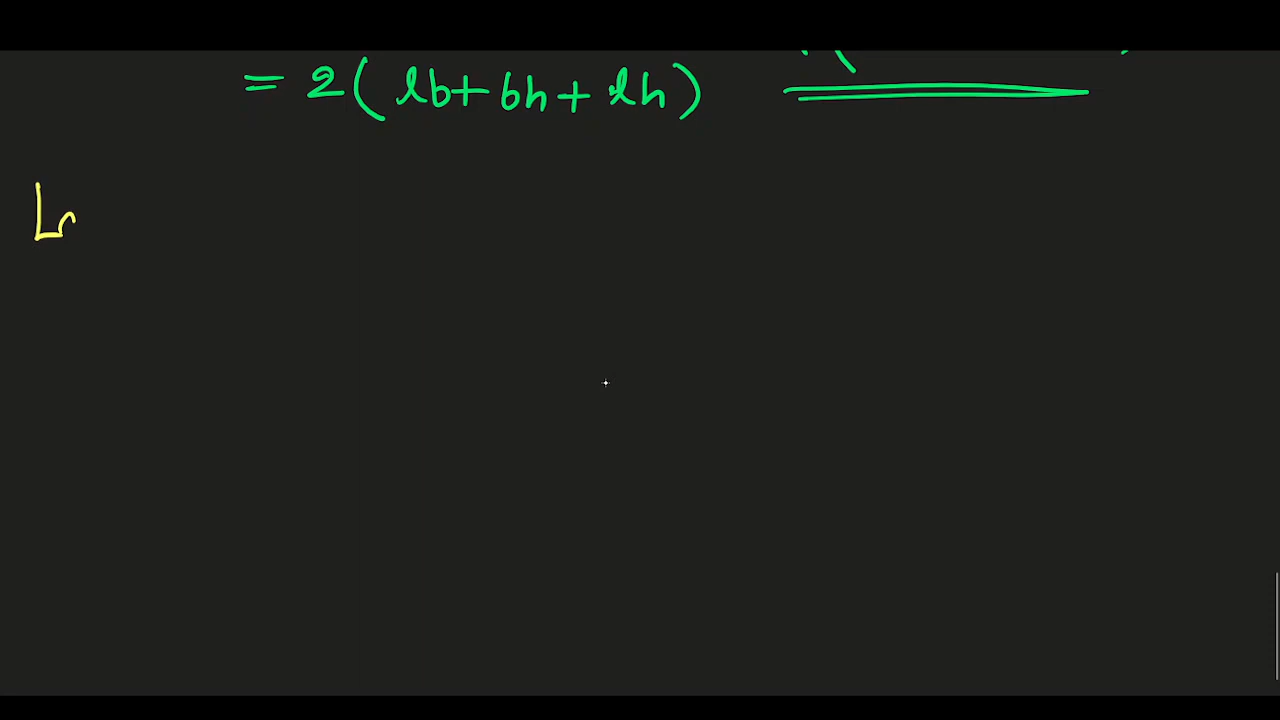 = 2(lb+bh+lh)